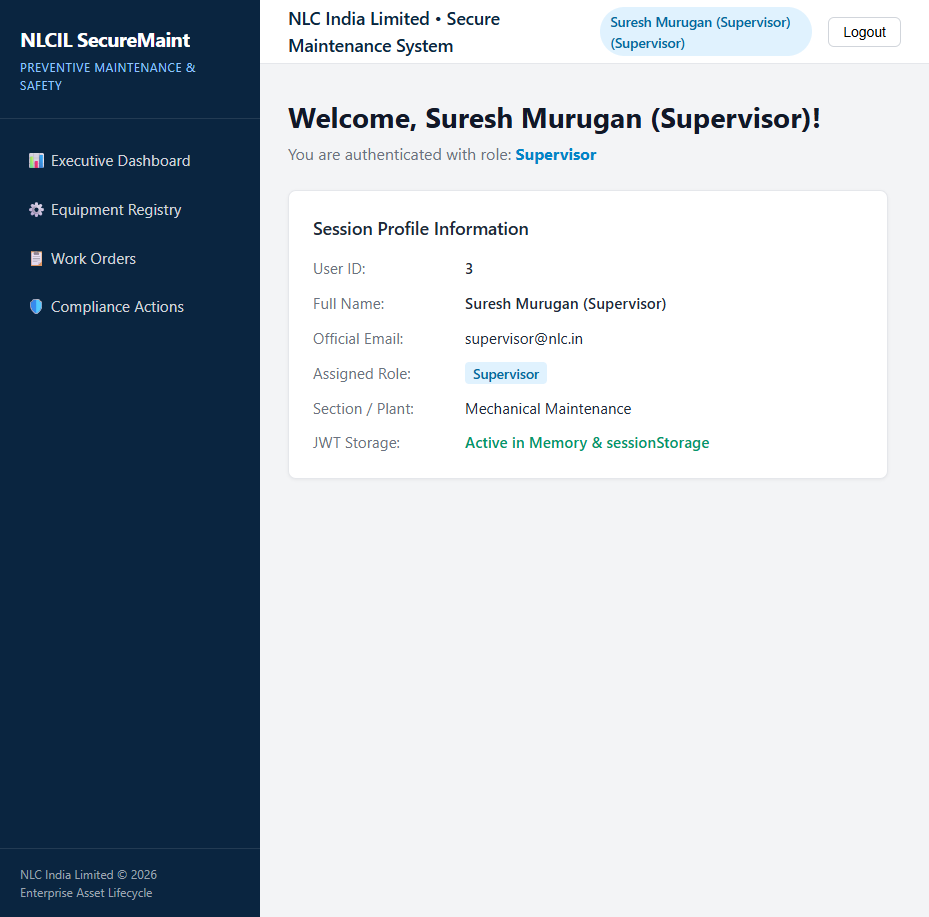 NLCIL SecureMaint
PREVENTIVE MAINTENANCE &
SAFETY
Executive Dashboard
Equipment Registry
Work Orders
Compliance Actions
NLC India Limited © 2026
Enterprise Asset Lifecycle
NLC India Limited • Secure
Maintenance System
Suresh Murugan (Supervisor)
(Supervisor)
Logout
Welcome, Suresh Murugan (Supervisor)!
You are authenticated with role: Supervisor
Session Profile Information
User ID: 3
Full Name: Suresh Murugan (Supervisor)
Official Email: supervisor@nlc.in
Assigned Role: Supervisor
Section / Plant: Mechanical Maintenance
JWT Storage: Active in Memory & sessionStorage